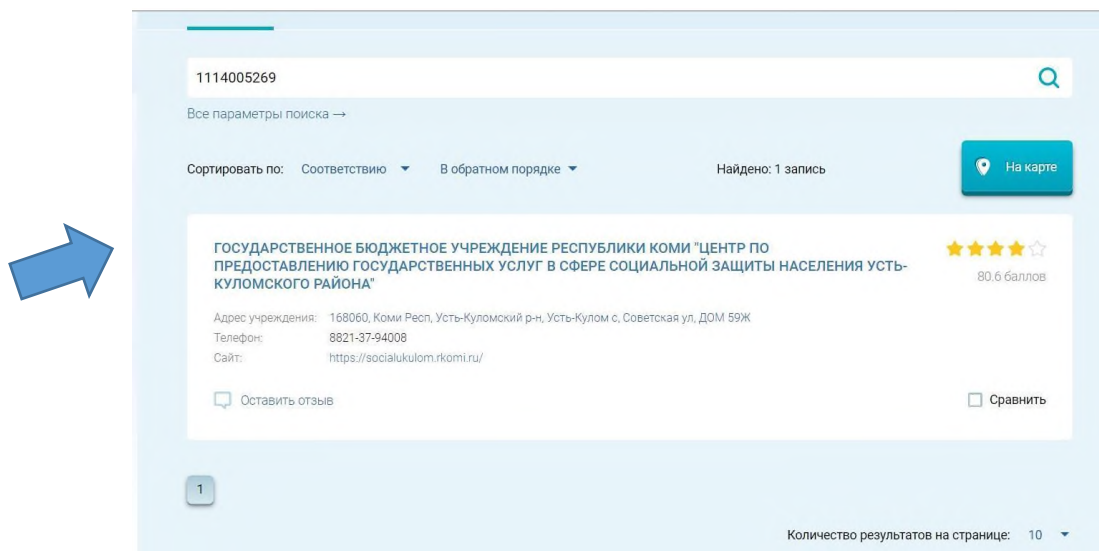 1114005269
Все параметры поиска →
Сортировать по: Соответствию В обратном порядке Найдено: 1 запись На карте
ГОСУДАРСТВЕННОЕ БЮДЖЕТНОЕ УЧРЕЖДЕНИЕ РЕСПУБЛИКИ КОМИ "ЦЕНТР ПО
ПРЕДОСТАВЛЕНИЮ ГОСУДАРСТВЕННЫХ УСЛУГ В СФЕРЕ СОЦИАЛЬНОЙ ЗАЩИТЫ НАСЕЛЕНИЯ УСТЬ-
КУЛОМСКОГО РАЙОНА"
80.6 баллов
Адрес учреждения: 168060, Коми Респ, Усть-Куломский р-н, Усть-Кулом с, Советская ул, ДОМ 59Ж
Телефон: 8821-37-94008
Сайт: https://socialukulom.rkomi.ru/
Оставить отзыв Сравнить
1
Количество результатов на странице: 10